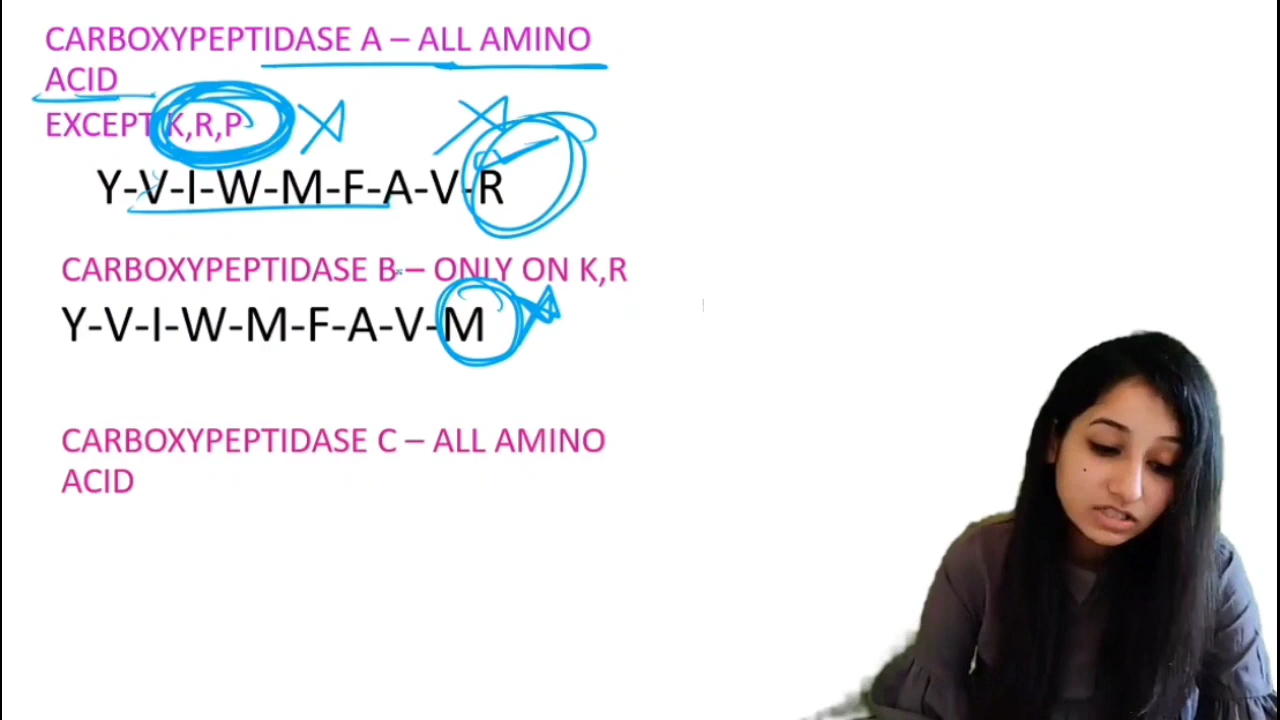 CARBOXYPEPTIDASE A – ALL AMINO
ACID
EXCEPT K,R,P
Y-V-I-W-M-F-A-V-R
CARBOXYPEPTIDASE B – ONLY ON K,R
Y-V-I-W-M-F-A-V-M
CARBOXYPEPTIDASE C – ALL AMINO
ACID